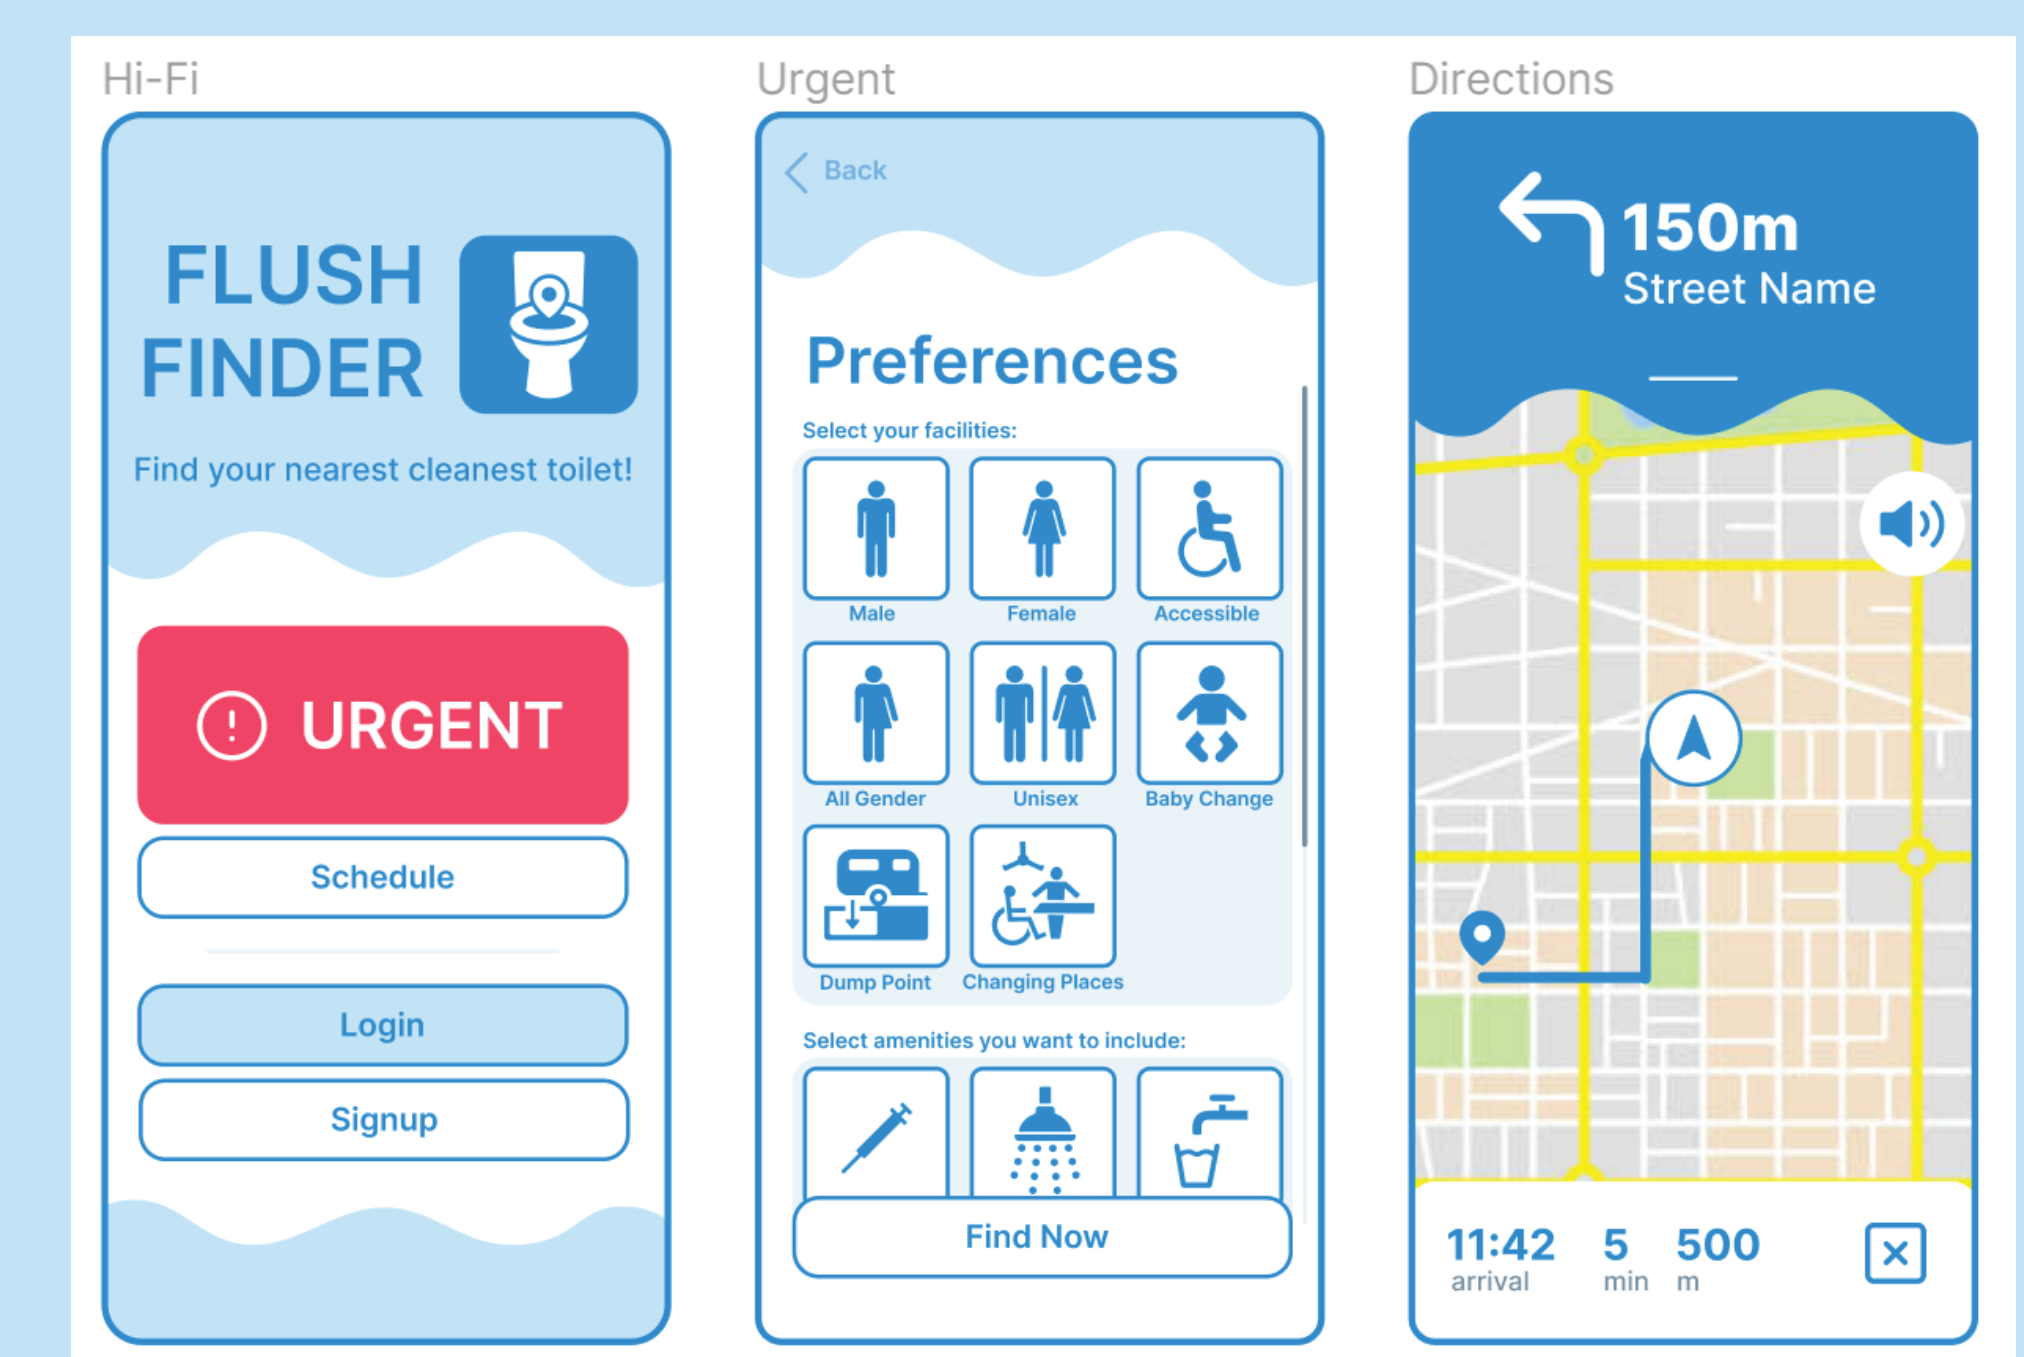 Hi-Fi
FLUSH
FINDER
Find your nearest cleanest toilet!
URGENT
Schedule
Login
Signup
Urgent
Back
Preferences
Select your facilities:
Male Female Accessible
All Gender Unisex Baby Change
Dump Point Changing Places
Select amenities you want to include:
Find Now
Directions
150m
Street Name
11:42 5 500
arrival min m